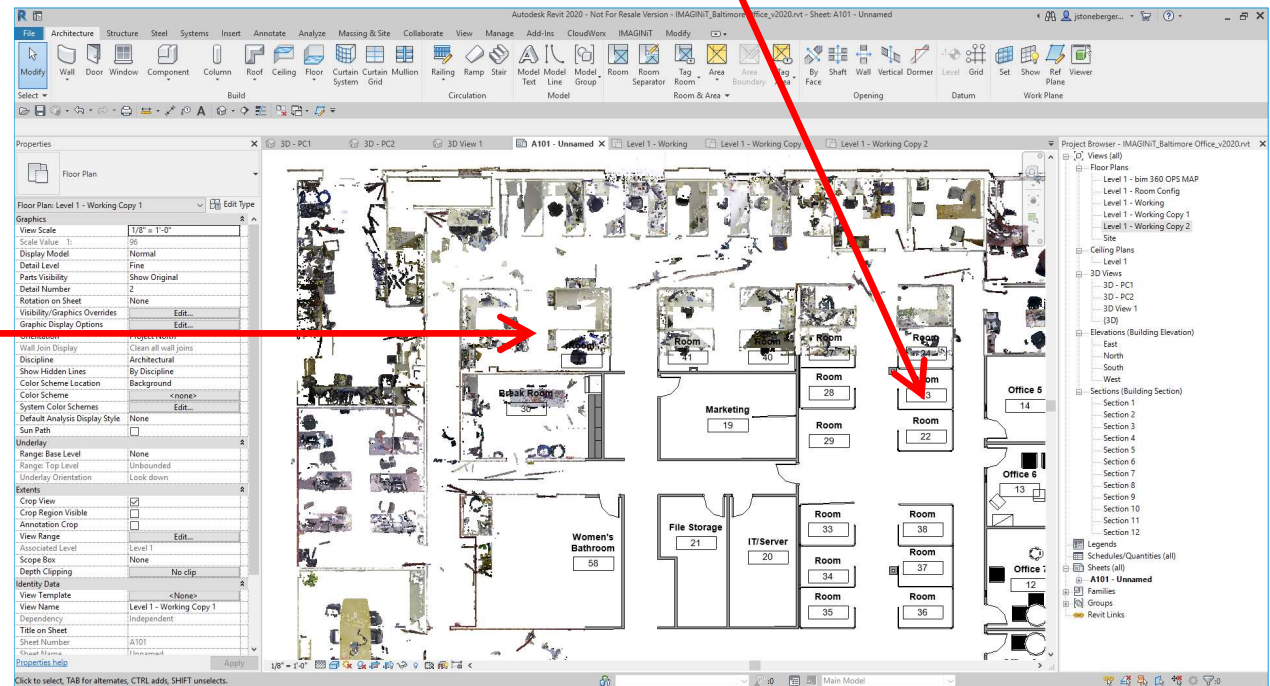 Autodesk Revit 2020 - Not For Resale Version - IMAGINiT_Baltimore Office_v2020.rvt - Sheet: A101 - Unnamed
jstoneberger...
File Architecture Structure Steel Systems Insert Annotate Analyze Massing & Site Collaborate View Manage Add-Ins CloudWorx IMAGINiT Modify
Modify Wall Door Window Component Column Roof Ceiling Floor Curtain System Curtain Grid Mullion Railing Ramp Stair Model Text Model Line Model Group Room Room Separator Tag Room Area Area Boundary Tag Area By Face Shaft Wall Vertical Dormer Level Grid Set Show Ref Plane Viewer
Select Build Circulation Model Room & Area Opening Datum Work Plane
Properties
3D - PC1 3D - PC2 3D View 1 A101 - Unnamed Level 1 - Working Level 1 - Working Copy Level 1 - Working Copy 2
Floor Plan
Floor Plan: Level 1 - Working Copy 1 Edit Type
Graphics
View Scale 1/8" = 1'-0"
Scale Value 1: 96
Display Model Normal
Detail Level Fine
Parts Visibility Show Original
Detail Number 2
Rotation on Sheet None
Visibility/Graphics Overrides Edit...
Graphic Display Options Edit...
Orientation Project North
Wall Join Display Clean all wall joins
Discipline Architectural
Show Hidden Lines By Discipline
Color Scheme Location Background
Color Scheme <none>
System Color Schemes Edit...
Default Analysis Display Style None
Sun Path
Underlay
Range: Base Level None
Range: Top Level Unbounded
Underlay Orientation Look down
Extents
Crop View
Crop Region Visible
Annotation Crop
View Range Edit...
Associated Level Level 1
Scope Box None
Depth Clipping No clip
Identity Data
View Template <None>
View Name Level 1 - Working Copy 1
Dependency Independent
Title on Sheet
Sheet Number A101
Sheet Name Unnamed
Properties help Apply
Room
41
Room
40
Room
Room
Break Room
30
Room
28
Room
29
Marketing
19
Room
22
Office 5
14
Office 6
13
Women's
Bathroom
58
File Storage
21
IT/Server
20
Room
33
Room
34
Room
35
Room
38
Room
37
Room
36
Office 7
12
Project Browser - IMAGINiT_Baltimore Office_v2020.rvt
Views (all)
Floor Plans
Level 1 - bim 360 OPS MAP
Level 1 - Room Config
Level 1 - Working
Level 1 - Working Copy 1
Level 1 - Working Copy 2
Site
Ceiling Plans
Level 1
3D Views
3D - PC1
3D - PC2
3D View 1
{3D}
Elevations (Building Elevation)
East
North
South
West
Sections (Building Section)
Section 1
Section 2
Section 3
Section 4
Section 5
Section 6
Section 7
Section 8
Section 9
Section 10
Section 11
Section 12
Legends
Schedules/Quantities (all)
Sheets (all)
A101 - Unnamed
Families
Groups
Revit Links
1/8" = 1'-0"
Click to select, TAB for alternates, CTRL adds, SHIFT unselects. :0 Main Model :0